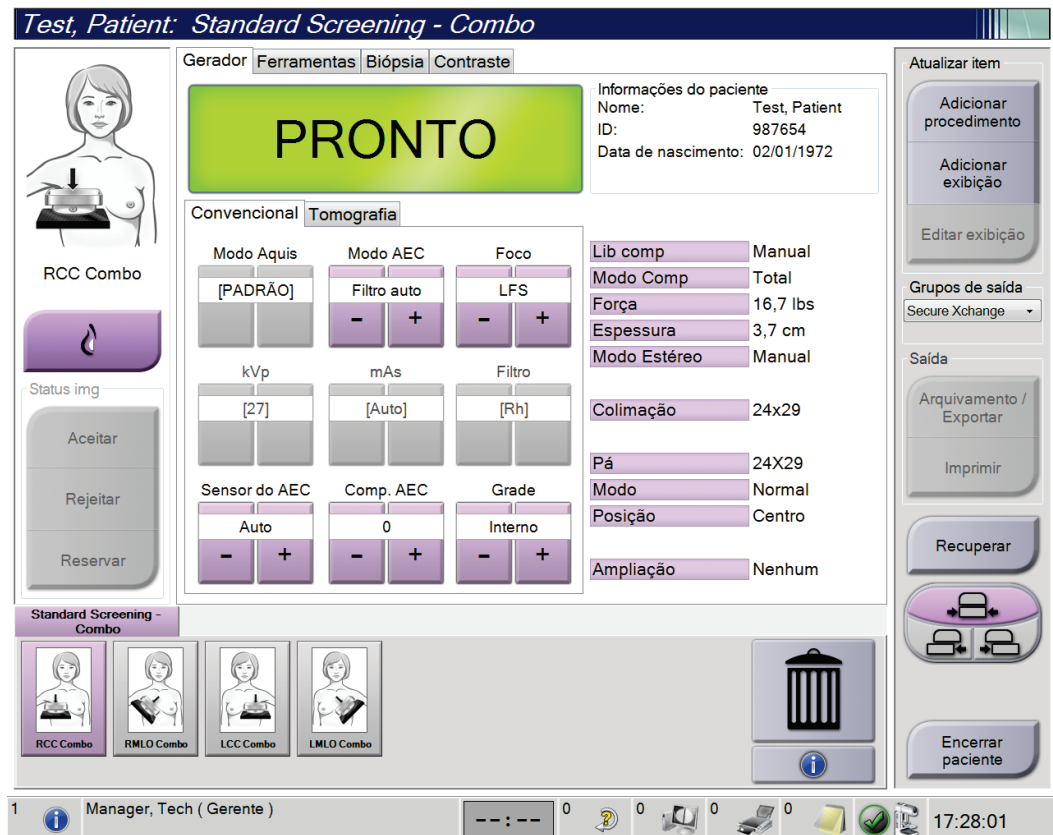 Test, Patient: Standard Screening - Combo
Gerador Ferramentas Biópsia Contraste
RCC Combo
Status img
Aceitar
Rejeitar
Reservar
PRONTO
Informações do paciente
Nome: Test, Patient
ID: 987654
Data de nascimento: 02/01/1972
Convencional Tomografia
Modo Aquis Modo AEC Foco
[PADRÃO] Filtro auto LFS
- + - +
kVp mAs Filtro
[27] [Auto] [Rh]
Sensor do AEC Comp. AEC Grade
Auto 0 Interno
- + - + - +
Lib comp Manual
Modo Comp Total
Força 16,7 lbs
Espessura 3,7 cm
Modo Estéreo Manual
Colimação 24x29
Pá 24X29
Modo Normal
Posição Centro
Ampliação Nenhum
Atualizar item
Adicionar
procedimento
Adicionar
exibição
Editar exibição
Grupos de saída
Secure Xchange
Saída
Arquivamento /
Exportar
Imprimir
Recuperar
Encerrar
paciente
Standard Screening -
Combo
RCC Combo RMLO Combo LCC Combo LMLO Combo
1 Manager, Tech ( Gerente ) --:-- 0 0 0 0 17:28:01